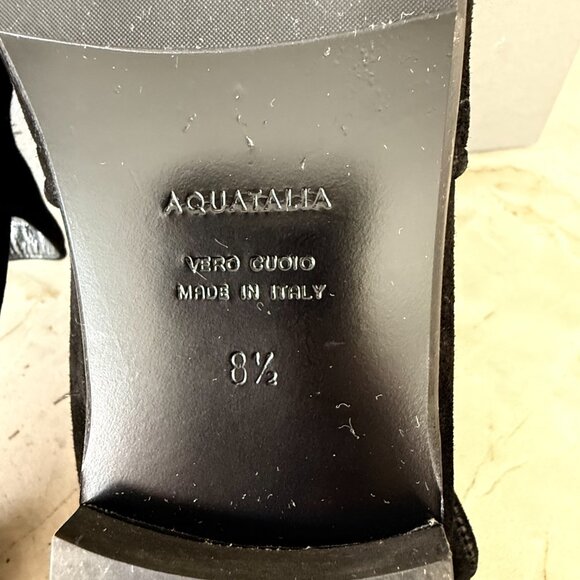 AQUATALIA
VERO CUOIO
MADE IN ITALY
8½